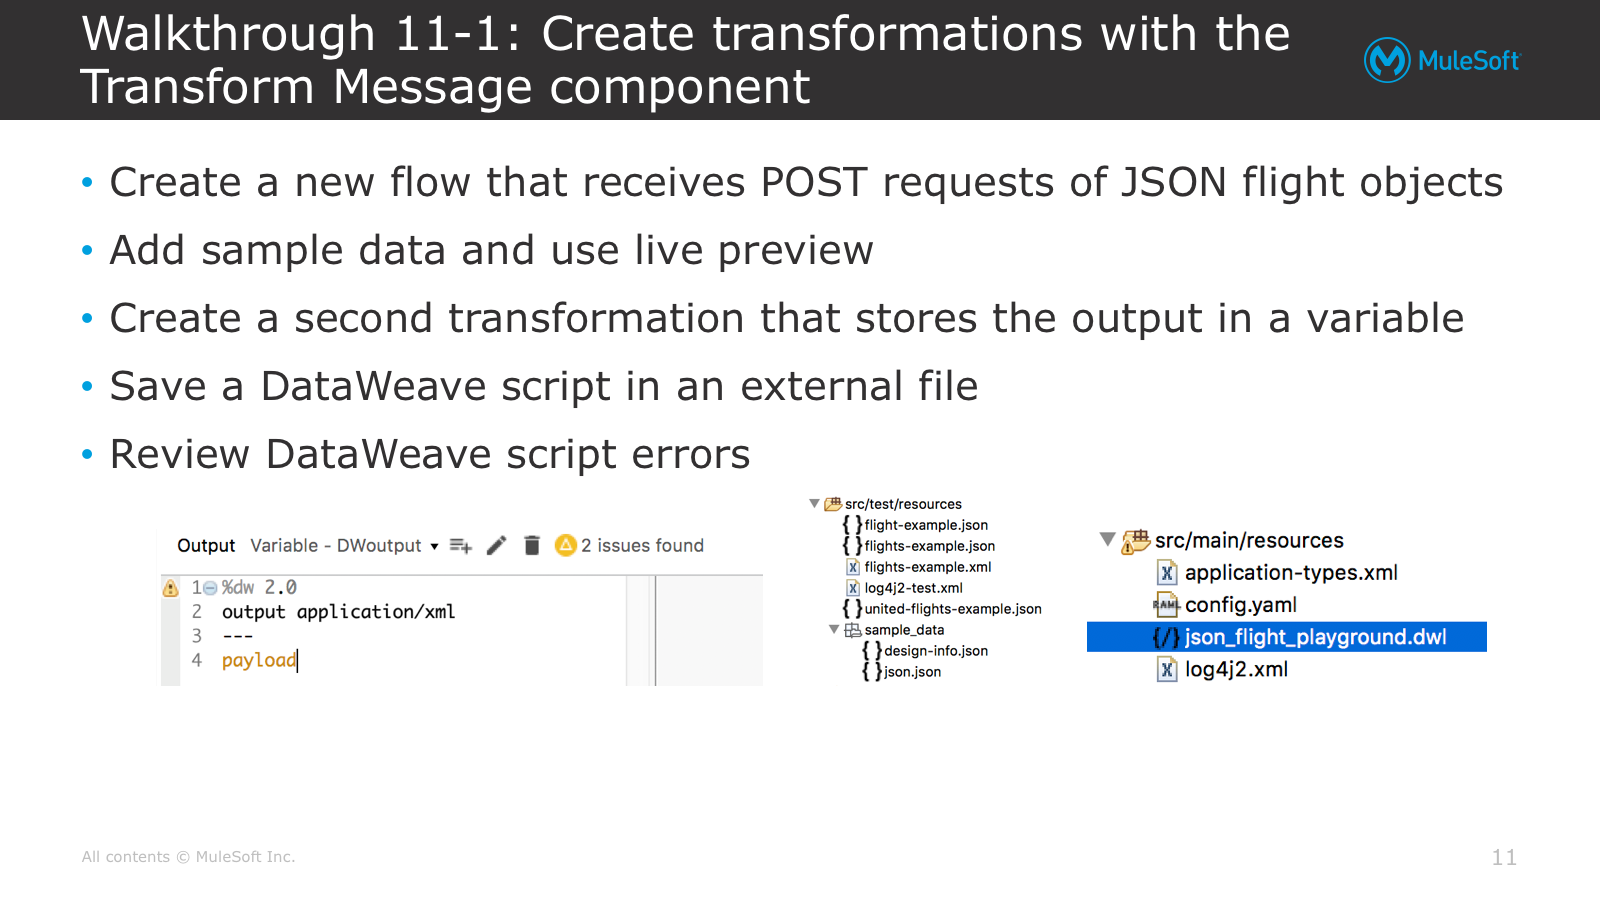 Walkthrough 11-1: Create transformations with the
Transform Message component
MuleSoft
• Create a new flow that receives POST requests of JSON flight objects
• Add sample data and use live preview
• Create a second transformation that stores the output in a variable
• Save a DataWeave script in an external file
• Review DataWeave script errors
Output Variable - DWoutput 2 issues found
1 %dw 2.0
2 output application/xml
3 ---
4 payload
src/test/resources
flight-example.json
flights-example.json
flights-example.xml
log4j2-test.xml
united-flights-example.json
sample_data
design-info.json
json.json
src/main/resources
application-types.xml
config.yaml
json_flight_playground.dwl
log4j2.xml
All contents © MuleSoft Inc.
11